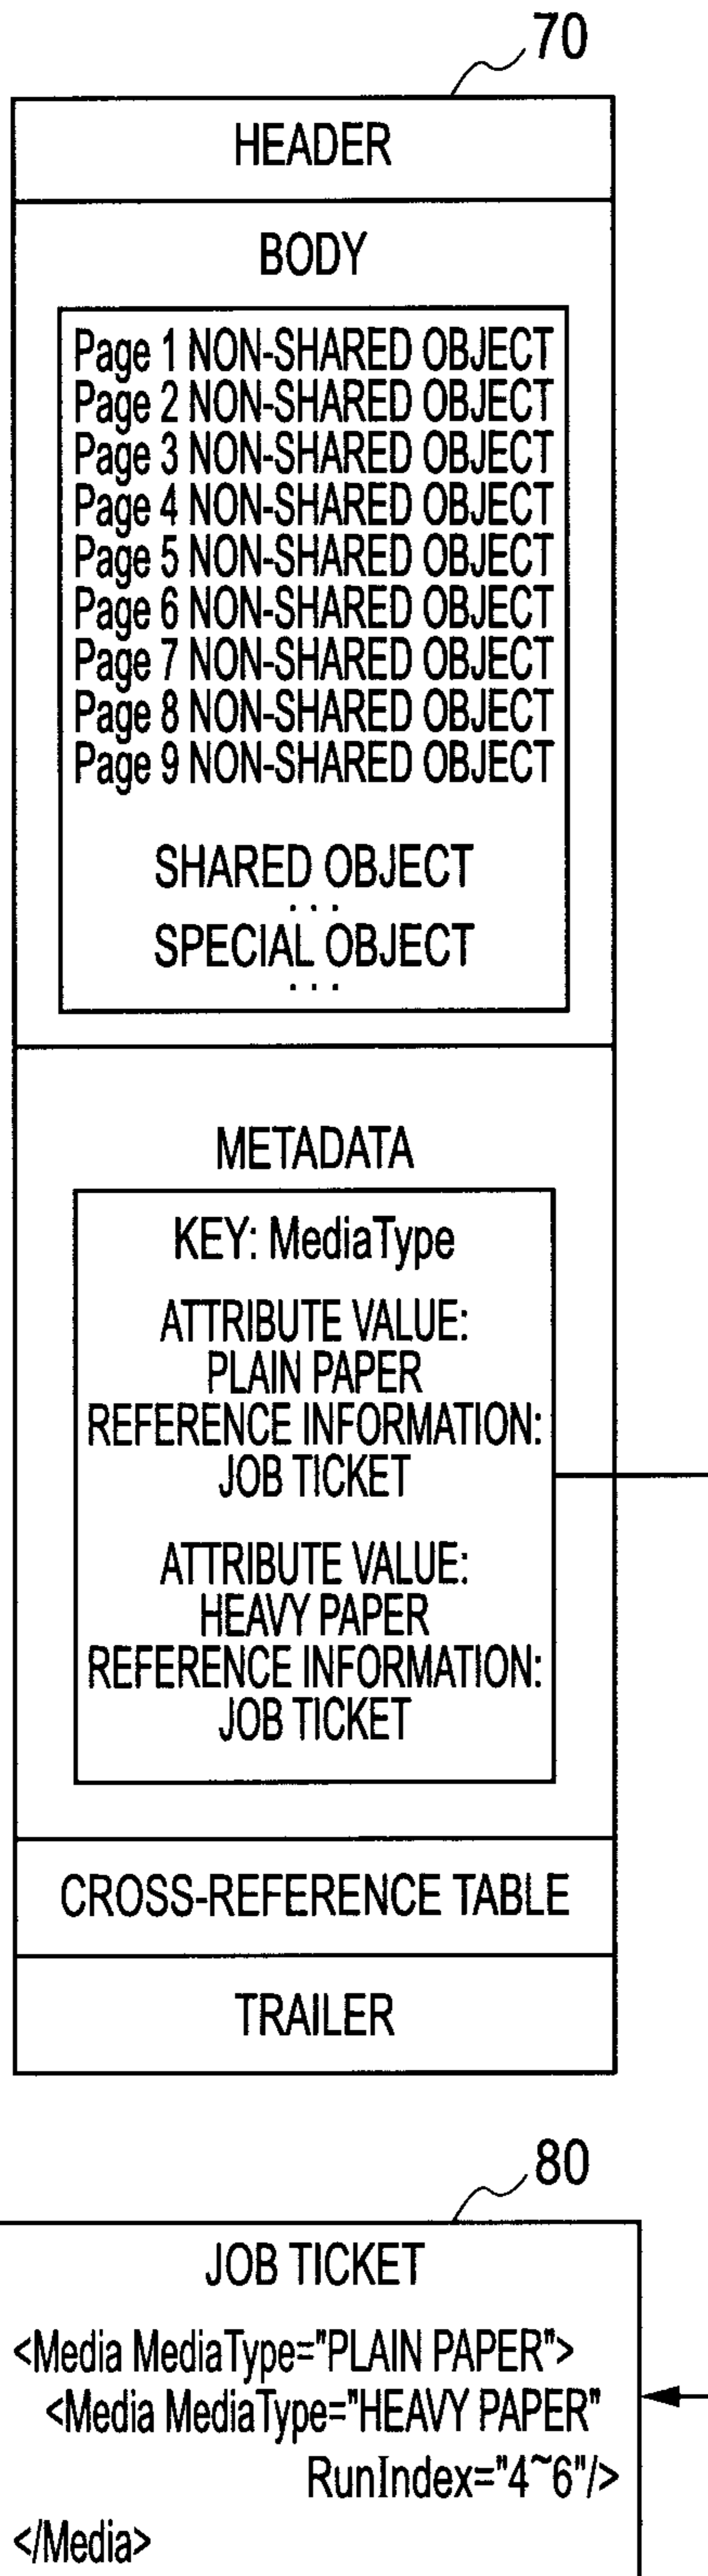 70
HEADER
BODY
Page 1 NON-SHARED OBJECT
Page 2 NON-SHARED OBJECT
Page 3 NON-SHARED OBJECT
Page 4 NON-SHARED OBJECT
Page 5 NON-SHARED OBJECT
Page 6 NON-SHARED OBJECT
Page 7 NON-SHARED OBJECT
Page 8 NON-SHARED OBJECT
Page 9 NON-SHARED OBJECT
SHARED OBJECT
...
SPECIAL OBJECT
...
METADATA
KEY: MediaType
ATTRIBUTE VALUE:
PLAIN PAPER
REFERENCE INFORMATION:
JOB TICKET
ATTRIBUTE VALUE:
HEAVY PAPER
REFERENCE INFORMATION:
JOB TICKET
CROSS-REFERENCE TABLE
TRAILER
80
JOB TICKET
<Media MediaType="PLAIN PAPER">
<Media MediaType="HEAVY PAPER"
RunIndex="4~6"/>
</Media>